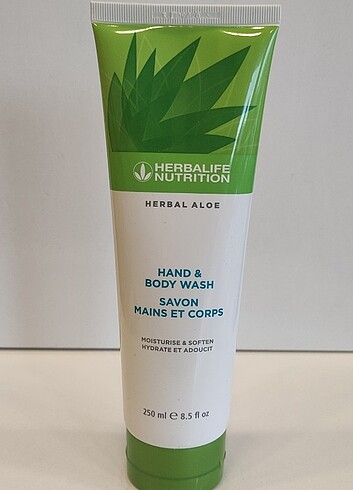 HERBALIFE
NUTRITION
HERBAL ALOE
HAND &
BODY WASH
SAVON
MAINS ET CORPS
MOISTURISE & SOFTEN
HYDRATE ET ADOUCIT
250 ml ℮ 8.5 fl oz